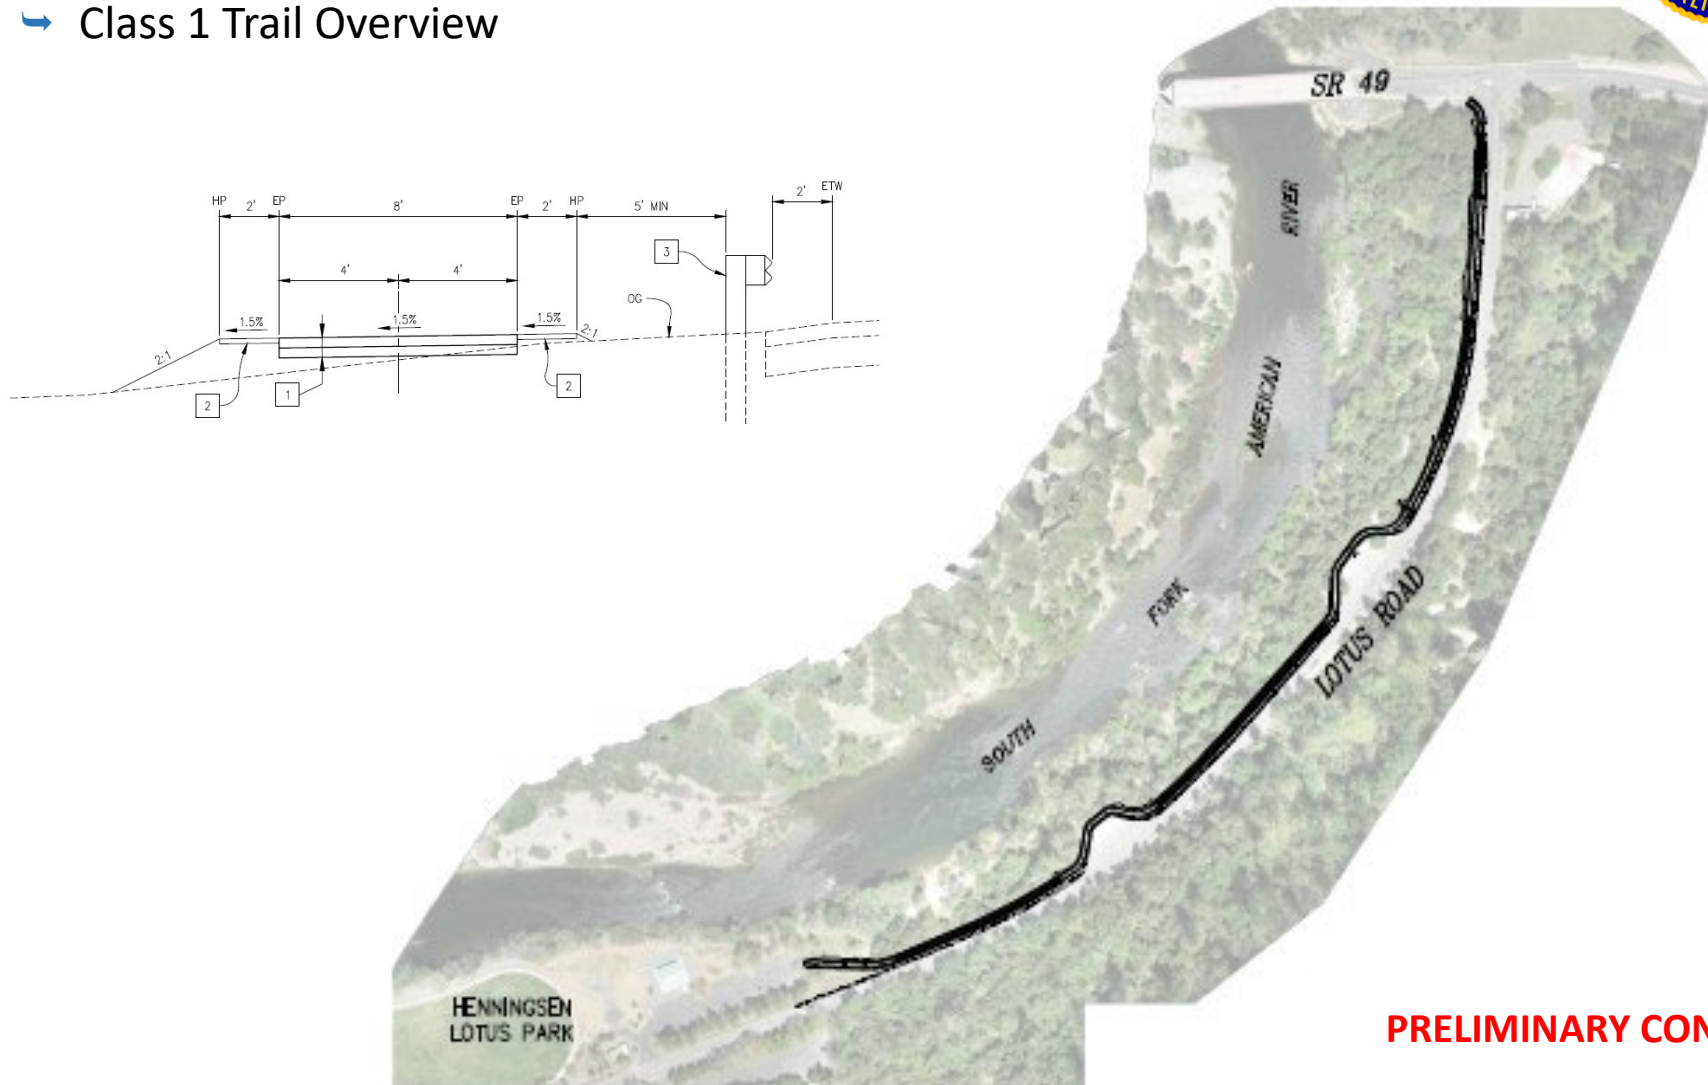 Class 1 Trail Overview
SR 49
HP 2' EP 8' EP 2' HP 5' MIN 2' ETW
4' 4'
3
OG
1.5% 1.5% 1.5%
2:1 2:1
2 1 2
RIVER
AMERICAN
FORK
SOUTH
LOTUS ROAD
HENNINGSEN
LOTUS PARK
PRELIMINARY CON